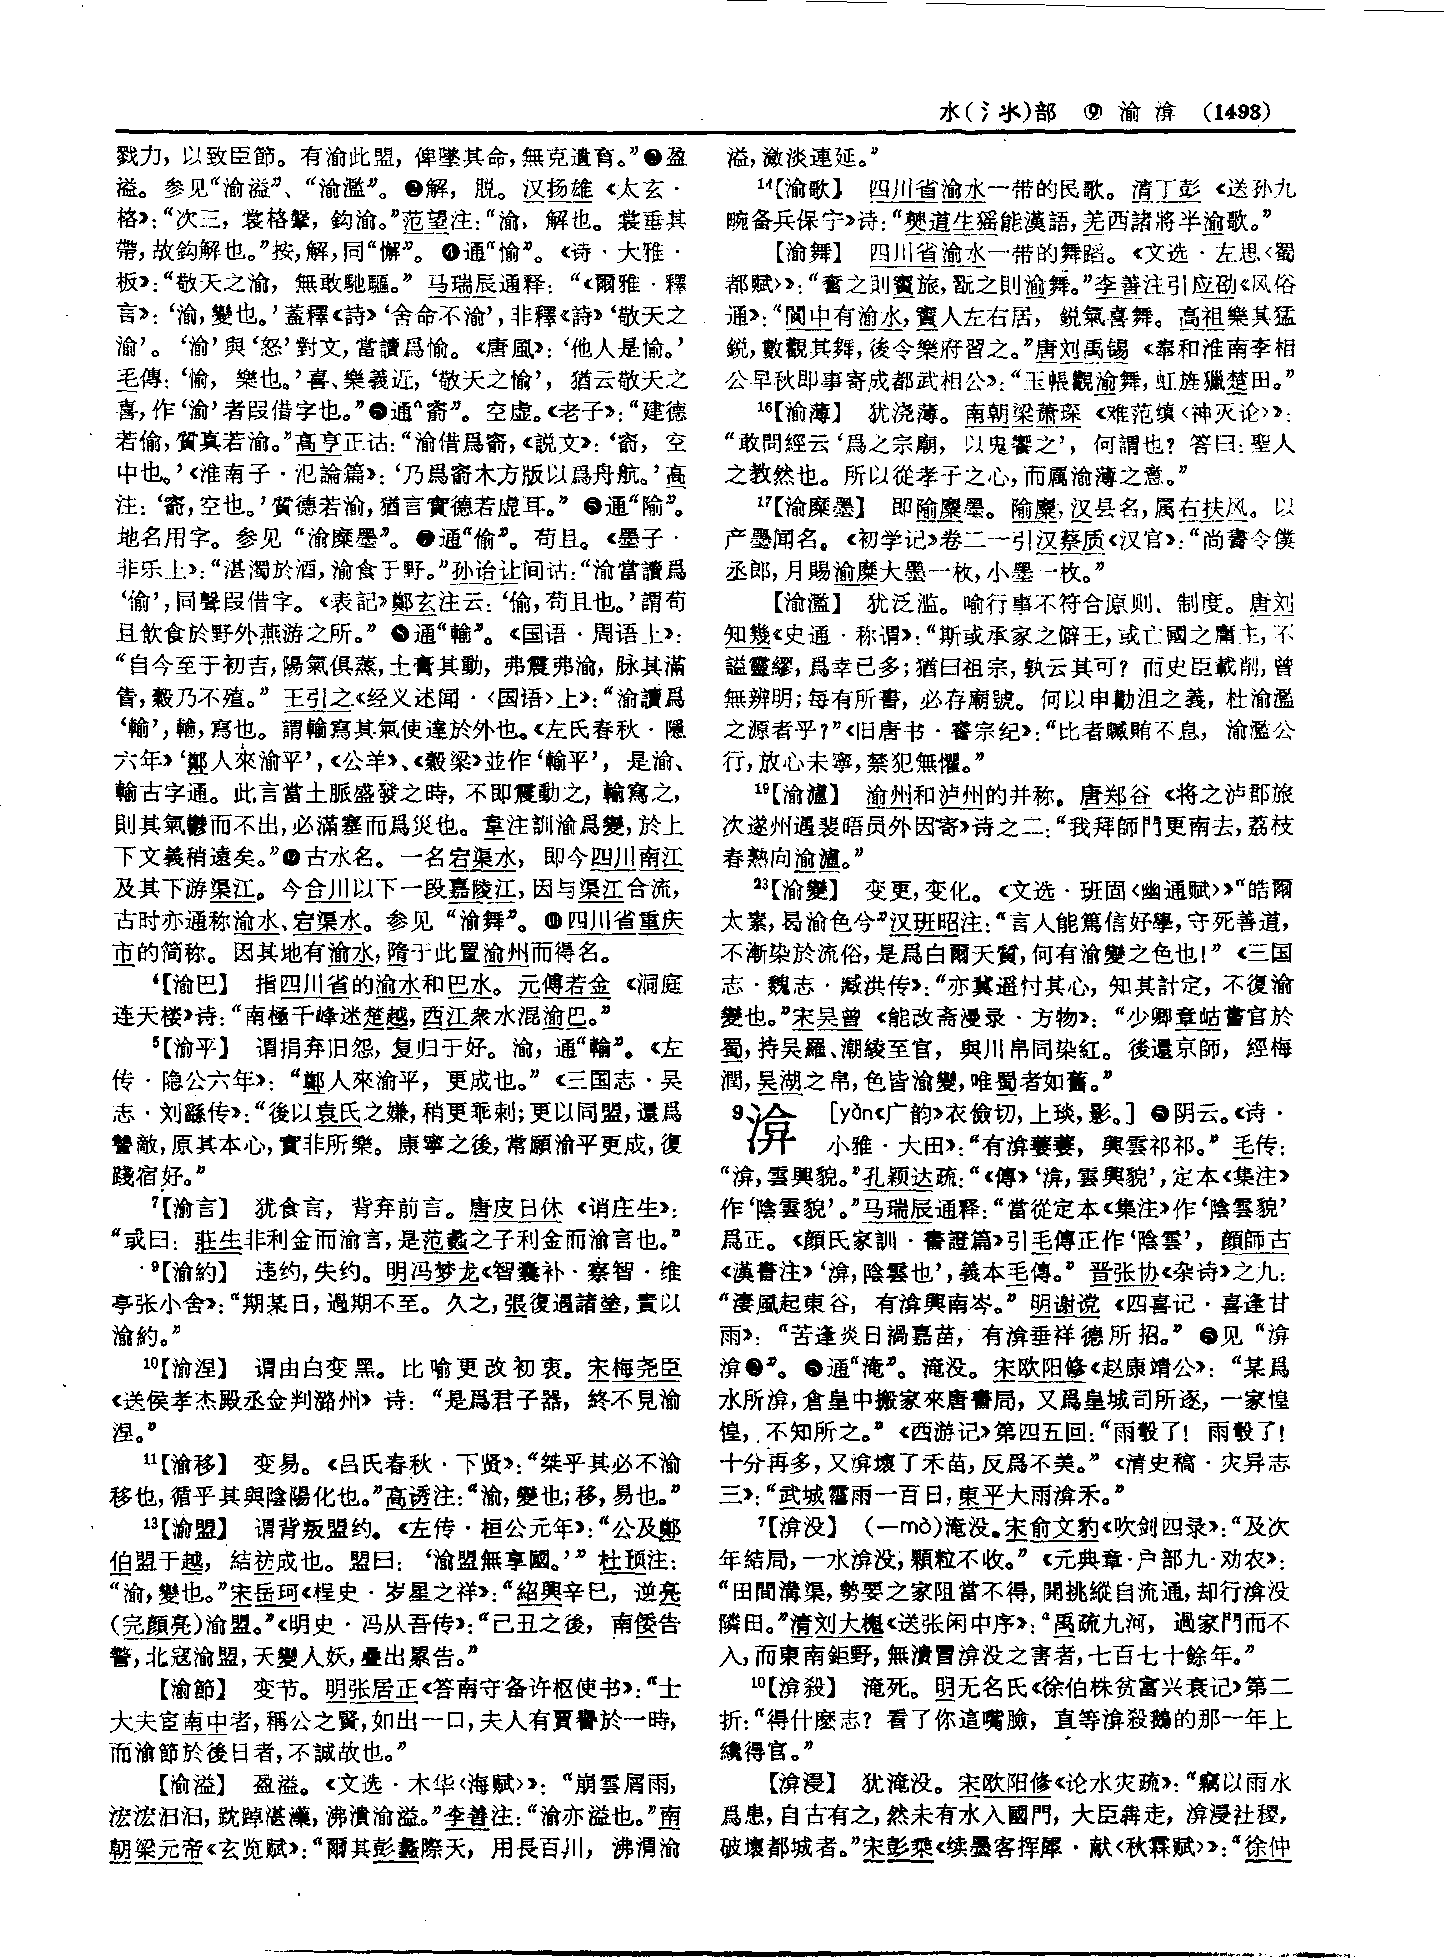 水(氵氺)部　⑨　渝 渰　(1493)
戮力，以致臣節。有渝此盟，俾墜其命，無克遺育。”❷盈
溢。参见“渝溢”、“渝滥”。❸解，脱。汉扬雄《太玄·
格》：“次三，裳格鞶，鉤渝。”范望注：“渝，解也。裳垂其
帶，故鉤解也。”按，解，同“懈”。❹通“愉”。《诗·大雅·
板》：“敬天之渝，無敢馳驅。”马瑞辰通释：“《爾雅·釋
言》：‘渝，變也。’蓋釋《詩》‘舍命不渝’，非釋《詩》‘敬天之
渝’。‘渝’與‘怒’對文，當讀爲愉。《唐風》：‘他人是愉。’
毛傳：‘愉，樂也。’喜、樂義近，‘敬天之愉’，猶云敬天之
喜，作‘渝’者叚借字也。”❺通“窬”。空虚。《老子》：“建德
若偷，質真若渝。”高亨正诂：“渝借爲窬，《説文》：‘窬，空
中也。’《淮南子·氾論篇》：‘乃爲窬木方版以爲舟航。’高
注：‘窬，空也。’質德若渝，猶言實德若虚耳。”❻通“隃”。
地名用字。参见“渝糜墨”。❼通“偷”。苟且。《墨子·
非乐上》：“湛濁於酒，渝食于野。”孙诒让间诂：“渝當讀爲
‘偷’，同聲叚借字。《表記》鄭玄注云：‘偷，苟且也。’謂苟
且飲食於野外燕游之所。”❽通“輸”。《国语·周语上》：
“自今至于初吉，陽氣俱蒸，土膏其動，弗震弗渝，脉其滿
眚，穀乃不殖。”王引之《经义述闻·〈国语〉上》：“渝讀爲
‘輸’，輸，寫也。謂輸寫其氣使達於外也。《左氏春秋·隱
六年》‘鄭人來渝平’，《公羊》、《穀梁》並作‘輸平’，是渝、
輸古字通。此言當土脈盛發之時，不即震動之，輸寫之，
則其氣鬱而不出，必滿塞而爲災也。韋注訓渝爲變，於上
下文義稍遠矣。”❾古水名。一名宕渠水，即今四川南江
及其下游渠江。今合川以下一段嘉陵江，因与渠江合流，
古时亦通称渝水、宕渠水。参见“渝舞”。❿四川省重庆
市的简称。因其地有渝水，隋于此置渝州而得名。
4【渝巴】　指四川省的渝水和巴水。元傅若金《洞庭
连天楼》诗：“南極千峰迷楚越，西江衆水混渝巴。”
5【渝平】　谓捐弃旧怨，复归于好。渝，通“輸”。《左
传·隐公六年》：“鄭人來渝平，更成也。”《三国志·吴
志·刘繇传》：“後以袁氏之嫌，稍更乖刺；更以同盟，還爲
讐敵，原其本心，實非所樂。康寧之後，常願渝平更成，復
踐宿好。”
7【渝言】　犹食言，背弃前言。唐皮日休《诮庄生》：
“或曰：莊生非利金而渝言，是范蠡之子利金而渝言也。”
9【渝約】　违约，失约。明冯梦龙《智囊补·察智·维
亭张小舍》：“期某日，過期不至。久之，張復過諸塗，責以
渝約。”
10【渝涅】　谓由白变黑。比喻更改初衷。宋梅尧臣
《送侯孝杰殿丞佥判潞州》诗：“是爲君子器，終不見渝
涅。”
11【渝移】　变易。《吕氏春秋·下贤》：“桀乎其必不渝
移也，循乎其與陰陽化也。”高诱注：“渝，變也；移，易也。”
13【渝盟】　谓背叛盟约。《左传·桓公元年》：“公及鄭
伯盟于越，結祊成也。盟曰：‘渝盟無享國。’”杜预注：
“渝，變也。”宋岳珂《桯史·岁星之祥》：“紹興辛巳，逆亮
(完顏亮)渝盟。”《明史·冯从吾传》：“己丑之後，南倭告
警，北寇渝盟，天變人妖，疊出累告。”
【渝節】　变节。明张居正《答南守备许枢使书》：“士
大夫宦南中者，稱公之賢，如出一口，夫人有賈譽於一時，
而渝節於後日者，不誠故也。”
【渝溢】　盈溢。《文选·木华〈海赋〉》：“崩雲屑雨，
浤浤汩汩，䟫踔湛藻，沸潰渝溢。”李善注：“渝亦溢也。”南
朝梁元帝《玄览赋》：“爾其彭蠡際天，用長百川，沸渭渝
溢，潋淡連延。”
14【渝歌】　四川省渝水一带的民歌。清丁彭《送孙九
畹备兵保宁》诗：“僰道生猺能漢語，羌西諸將半渝歌。”
【渝舞】　四川省渝水一带的舞蹈。《文选·左思〈蜀
都赋〉》：“奮之則賨旅，翫之則渝舞。”李善注引应劭《风俗
通》：“閬中有渝水，賨人左右居，鋭氣喜舞。高祖樂其猛
鋭，數觀其舞，後令樂府習之。”唐刘禹锡《奉和淮南李相
公早秋即事寄成都武相公》：“玉帳觀渝舞，虹旌獵楚田。”
16【渝薄】　犹浇薄。南朝梁萧琛《难范缜〈神灭论〉》：
“敢問經云‘爲之宗廟，以鬼饗之’，何謂也？答曰：聖人
之教然也。所以從孝子之心，而厲渝薄之意。”
17【渝糜墨】　即隃糜墨。隃糜，汉县名，属右扶风。以
产墨闻名。《初学记》卷二一引汉蔡质《汉官》：“尚書令僕
丞郎，月賜渝糜大墨一枚，小墨一枚。”
【渝濫】　犹泛滥。喻行事不符合原则、制度。唐刘
知幾《史通·称谓》：“斯或承家之僻王，或亡國之庸主，不
謚靈繆，爲幸已多；猶曰祖宗，孰云其可？而史臣載削，曾
無辨明；每有所書，必存廟號。何以申勸沮之義，杜渝濫
之源者乎？”《旧唐书·睿宗纪》：“比者贓賄不息，渝濫公
行，放心未寧，禁犯無懼。”
19【渝瀘】　渝州和泸州的并称。唐郑谷《将之泸郡旅
次遂州遇裴晤员外因寄》诗之二：“我拜師門更南去，荔枝
春熟向渝瀘。”
23【渝變】　变更，变化。《文选·班固〈幽通赋〉》“皓爾
太素，曷渝色兮”汉班昭注：“言人能篤信好學，守死善道，
不漸染於流俗，是爲白爾天質，何有渝變之色也！”《三国
志·魏志·臧洪传》：“亦冀遥忖其心，知其計定，不復渝
變也。”宋吴曾《能改斋漫录·方物》：“少卿章岵嘗官於
蜀，持吴羅、潮綾至官，與川帛同染紅。後還京師，經梅
潤，吴湖之帛，色皆渝變，唯蜀者如舊。”
9渰　[yǎn《广韵》衣儉切，上琰，影。]❶阴云。《诗·
小雅·大田》：“有渰萋萋，興雲祁祁。”毛传：
“渰，雲興貌。”孔颖达疏：“《傳》‘渰，雲興貌’，定本《集注》
作‘陰雲貌’。”马瑞辰通释：“當從定本《集注》作‘陰雲貌’
爲正。《顔氏家訓·書證篇》引毛傳正作‘陰雲’，顔師古
《漢書注》‘渰，陰雲也’，義本毛傳。”晋张协《杂诗》之九：
“淒風起東谷，有渰興南岑。”明谢谠《四喜记·喜逢甘
雨》：“苦逢炎日渦嘉苗，有渰垂祥德所招。”❷见“渰
渰❷”。❸通“淹”。淹没。宋欧阳修《赵康靖公》：“某爲
水所渰，倉皇中搬家來唐書局，又爲皇城司所逐，一家惶
惶，不知所之。”《西游记》第四五回：“雨彀了！雨彀了！
十分再多，又渰壞了禾苗，反爲不美。”《清史稿·灾异志
三》：“武城霪雨一百日，東平大雨渰禾。”
7【渰没】　(—mò)淹没。宋俞文豹《吹剑四录》：“及次
年結局，一水渰没，顆粒不收。”《元典章·户部九·劝农》：
“田間溝渠，勢要之家阻當不得，開挑縱自流通，却行渰没
隣田。”清刘大櫆《送张闲中序》：“禹疏九河，過家門而不
入，而東南鉅野，無潰冒渰没之害者，七百七十餘年。”
10【渰殺】　淹死。明无名氏《徐伯株贫富兴衰记》第二
折：“得什麽志？看了你這嘴臉，直等渰殺鵝的那一年上
纔得官。”
【渰浸】　犹淹没。宋欧阳修《论水灾疏》：“竊以雨水
爲患，自古有之，然未有水入國門，大臣犇走，渰浸社稷，
破壞都城者。”宋彭乘《续墨客挥犀·献〈秋霖赋〉》：“徐仲